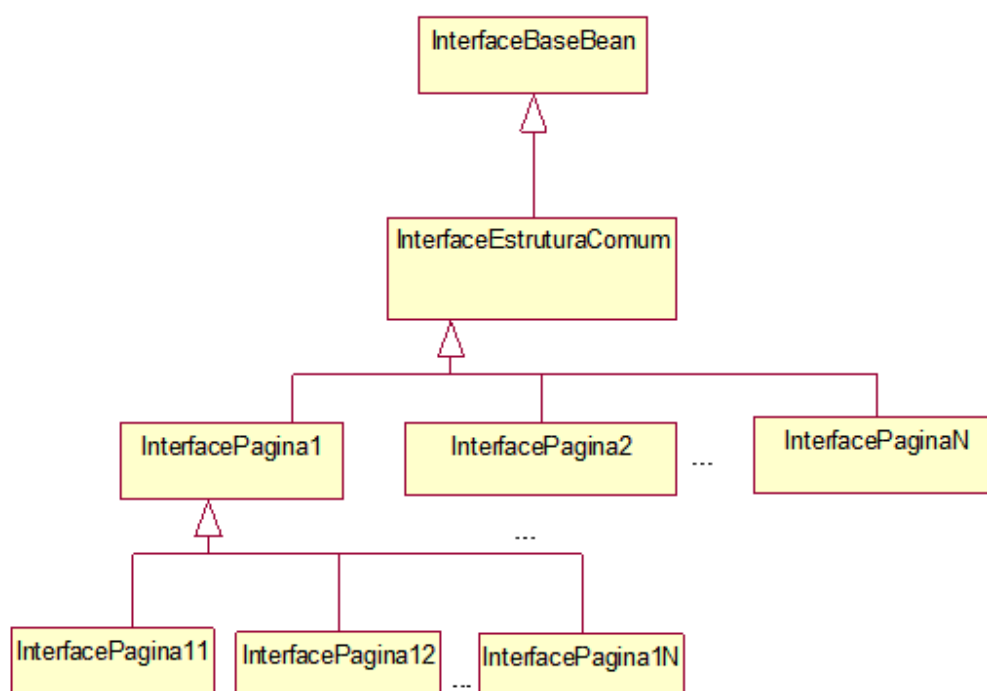 InterfaceBaseBean
InterfaceEstruturaComum
InterfacePagina1
InterfacePagina2
...
InterfacePaginaN
...
InterfacePagina11
InterfacePagina12
...
InterfacePagina1N